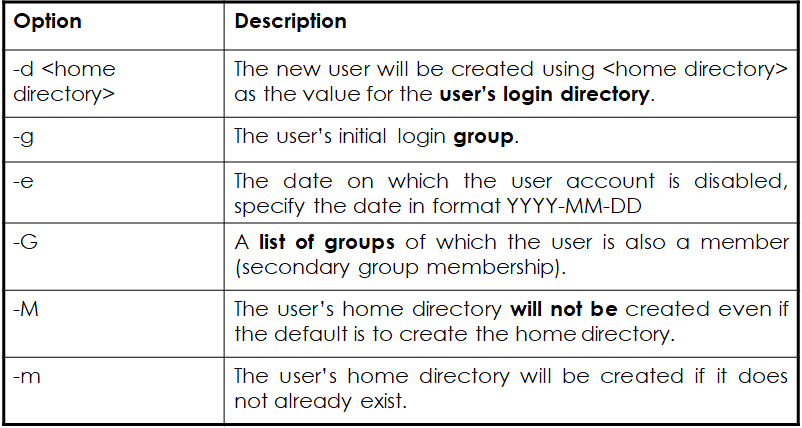 Option Description
-d <home The new user will be created using <home directory>
directory> as the value for the user's login directory.
-g The user's initial login group.
-e The date on which the user account is disabled,
specify the date in format YYYY-MM-DD
-G A list of groups of which the user is also a member
(secondary group membership).
-M The user's home directory will not be created even if
the default is to create the home directory.
-m The user's home directory will be created if it does
not already exist.